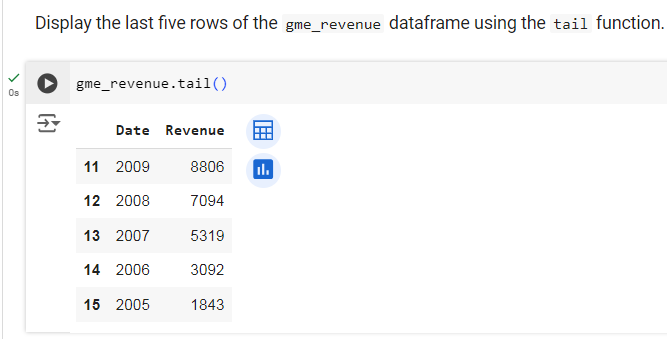 Display the last five rows of the gme_revenue dataframe using the tail function.
0s
gme_revenue.tail()
Date Revenue
11 2009 8806
12 2008 7094
13 2007 5319
14 2006 3092
15 2005 1843